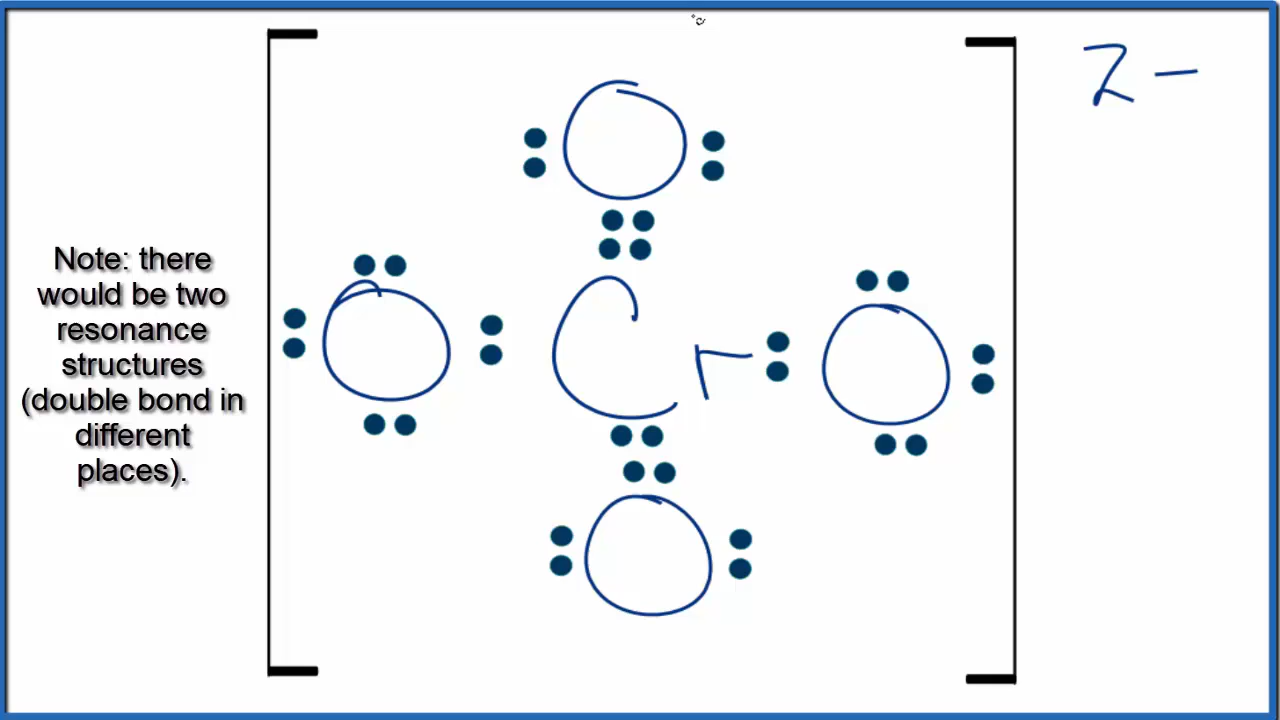 2-
O
Note: there
would be two
resonance
structures
(double bond in
different
places).
O Cr O
O